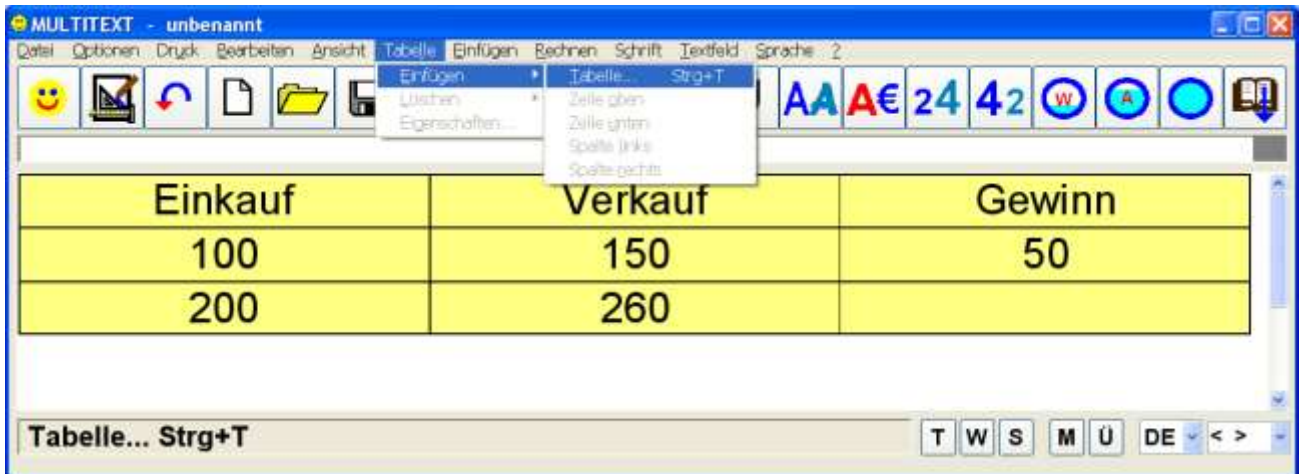 MULTITEXT - unbenannt
Datei Optionen Druck Bearbeiten Ansicht Tabelle Einfügen Rechnen Schrift Textfeld Sprache ?
Einfügen Tabelle... Strg+T
Löschen Zeile oben
Eigenschaften... Zeile unten
Spalte links
Spalte rechts
AA A€ 24 42 W A
Einkauf Verkauf Gewinn
100 150 50
200 260
Tabelle... Strg+T T W S M Ü DE < >